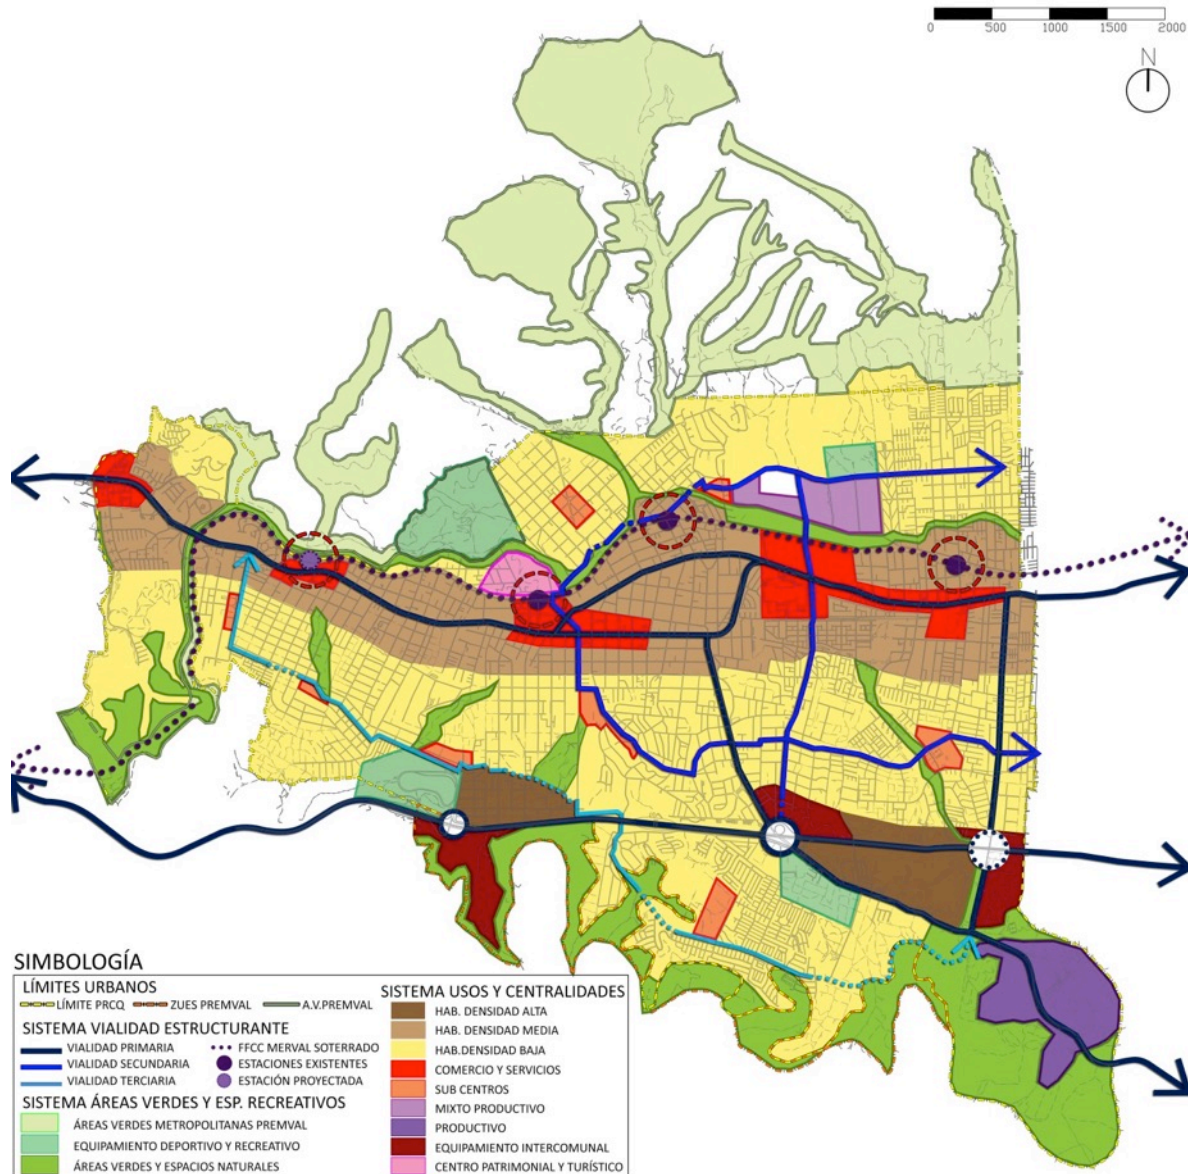 0 500 1000 1500 2000
N
SIMBOLOGÍA
LÍMITES URBANOS
LÍMITE PRCQ ZUES PREMVAL A.V.PREMVAL
SISTEMA VIALIDAD ESTRUCTURANTE
VIALIDAD PRIMARIA FFCC MERVAL SOTERRADO
VIALIDAD SECUNDARIA ESTACIONES EXISTENTES
VIALIDAD TERCIARIA ESTACIÓN PROYECTADA
SISTEMA ÁREAS VERDES Y ESP. RECREATIVOS
ÁREAS VERDES METROPOLITANAS PREMVAL
EQUIPAMIENTO DEPORTIVO Y RECREATIVO
ÁREAS VERDES Y ESPACIOS NATURALES
SISTEMA USOS Y CENTRALIDADES
HAB. DENSIDAD ALTA
HAB. DENSIDAD MEDIA
HAB.DENSIDAD BAJA
COMERCIO Y SERVICIOS
SUB CENTROS
MIXTO PRODUCTIVO
PRODUCTIVO
EQUIPAMIENTO INTERCOMUNAL
CENTRO PATRIMONIAL Y TURÍSTICO